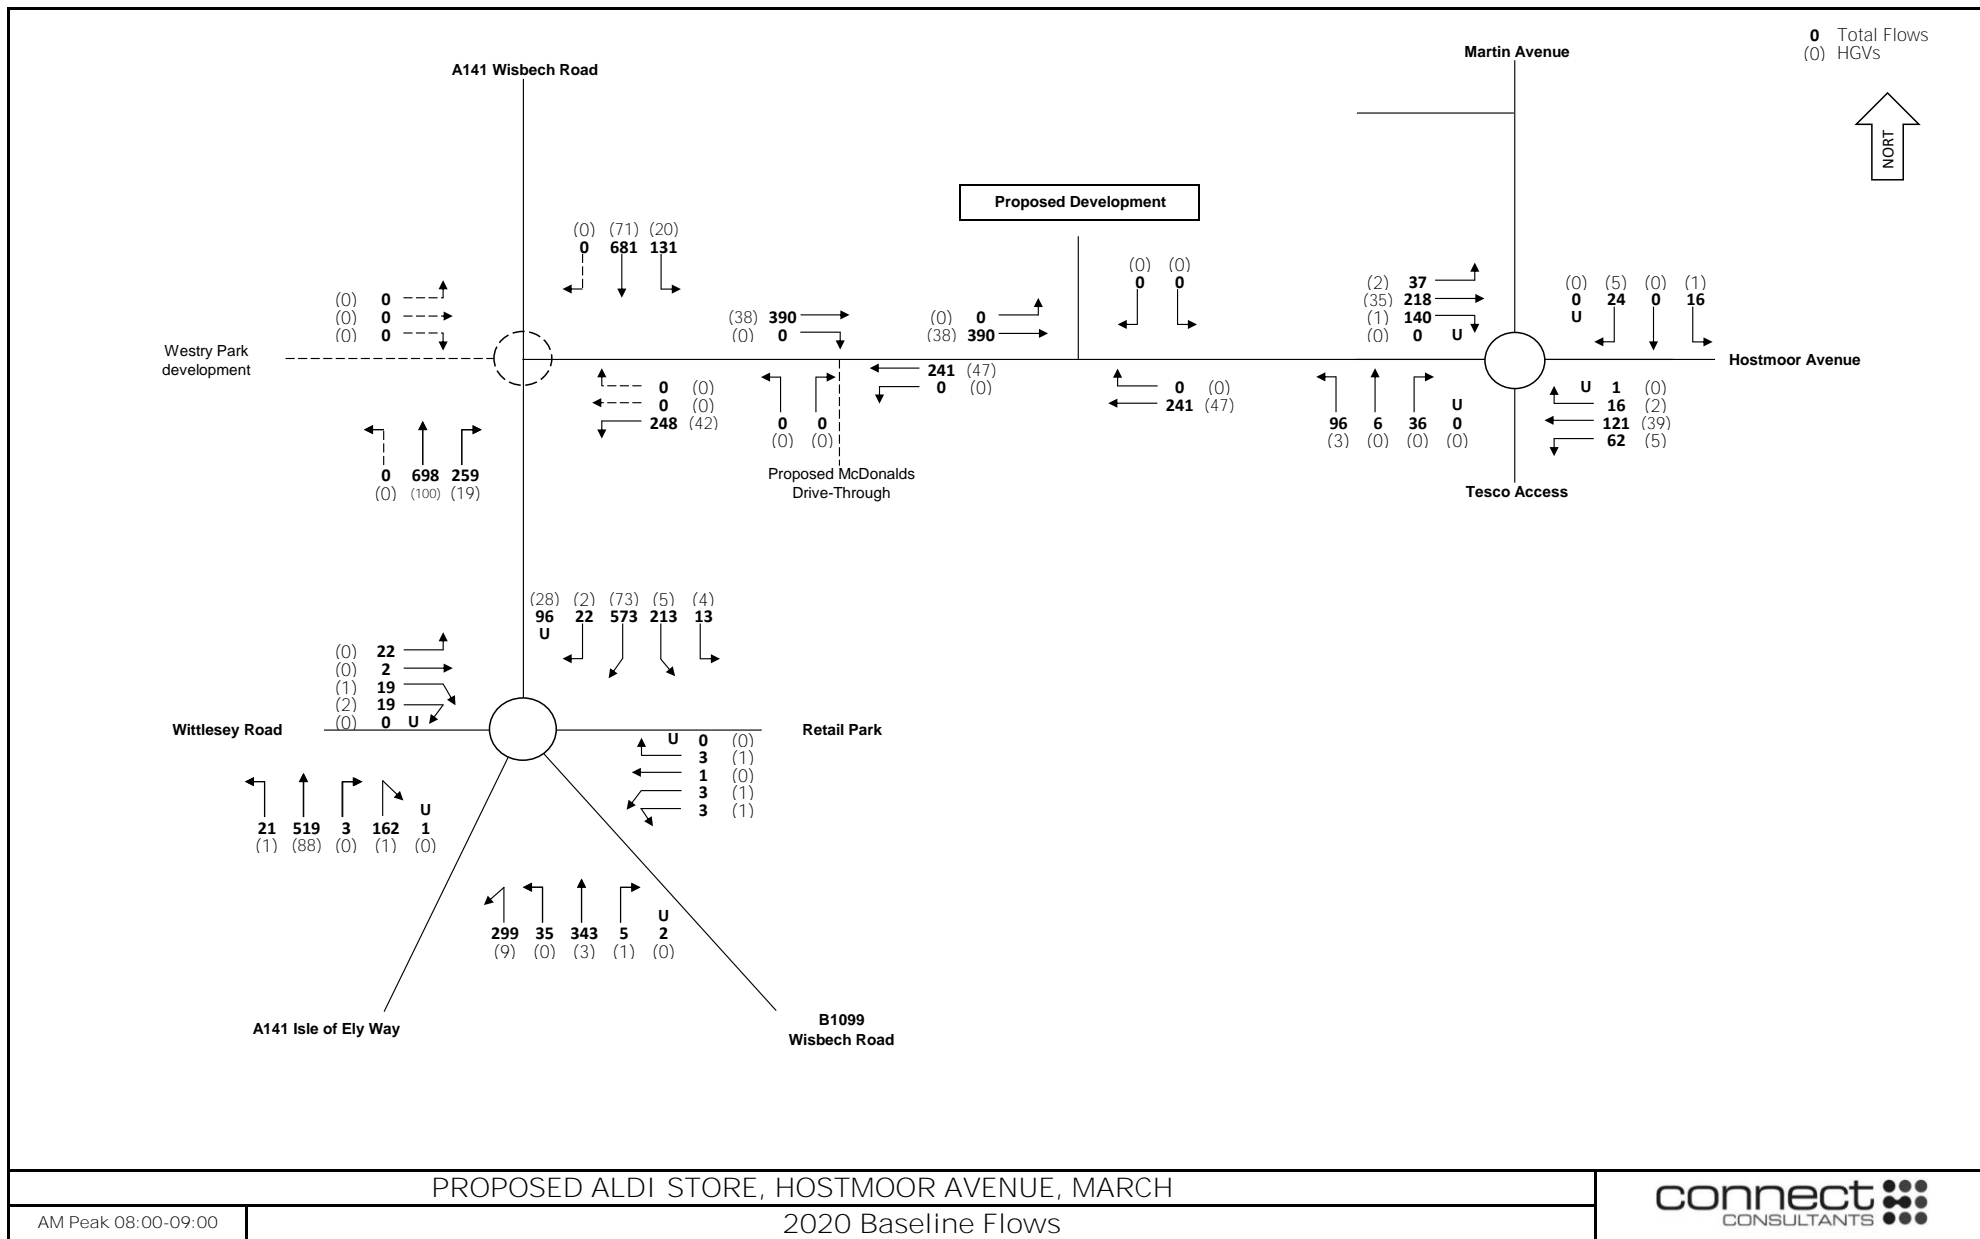 0 Total Flows
(0) HGVs
NORT
A141 Wisbech Road
Martin Avenue
Proposed Development
(0) (71) (20)
0 681 131
(0) 0
(0) 0
(0) 0
Westry Park
development
(38) 390
(0) 0
(0) 0
(38) 390
(0) (0)
0 0
(2) 37
(35) 218
(1) 140
(0) 0 U
(0) (5) (0) (1)
0 24 0 16
U
Hostmoor Avenue
0 (0)
0 (0)
248 (42)
0 0
(0) (0)
241 (47)
0 (0)
0 (0)
241 (47)
U
96 6 36 0
(3) (0) (0) (0)
U 1 (0)
16 (2)
121 (39)
62 (5)
0 698 259
(0) (100) (19)
Proposed McDonalds
Drive-Through
Tesco Access
(28) (2) (73) (5) (4)
96 22 573 213 13
U
(0) 22
(0) 2
(1) 19
(2) 19
(0) 0 U
Wittlesey Road
Retail Park
U 0 (0)
3 (1)
1 (0)
3 (1)
3 (1)
U
21 519 3 162 1
(1) (88) (0) (1) (0)
U
299 35 343 5 2
(9) (0) (3) (1) (0)
A141 Isle of Ely Way
B1099
Wisbech Road
PROPOSED ALDI STORE, HOSTMOOR AVENUE, MARCH
AM Peak 08:00-09:00
2020 Baseline Flows
connect
CONSULTANTS